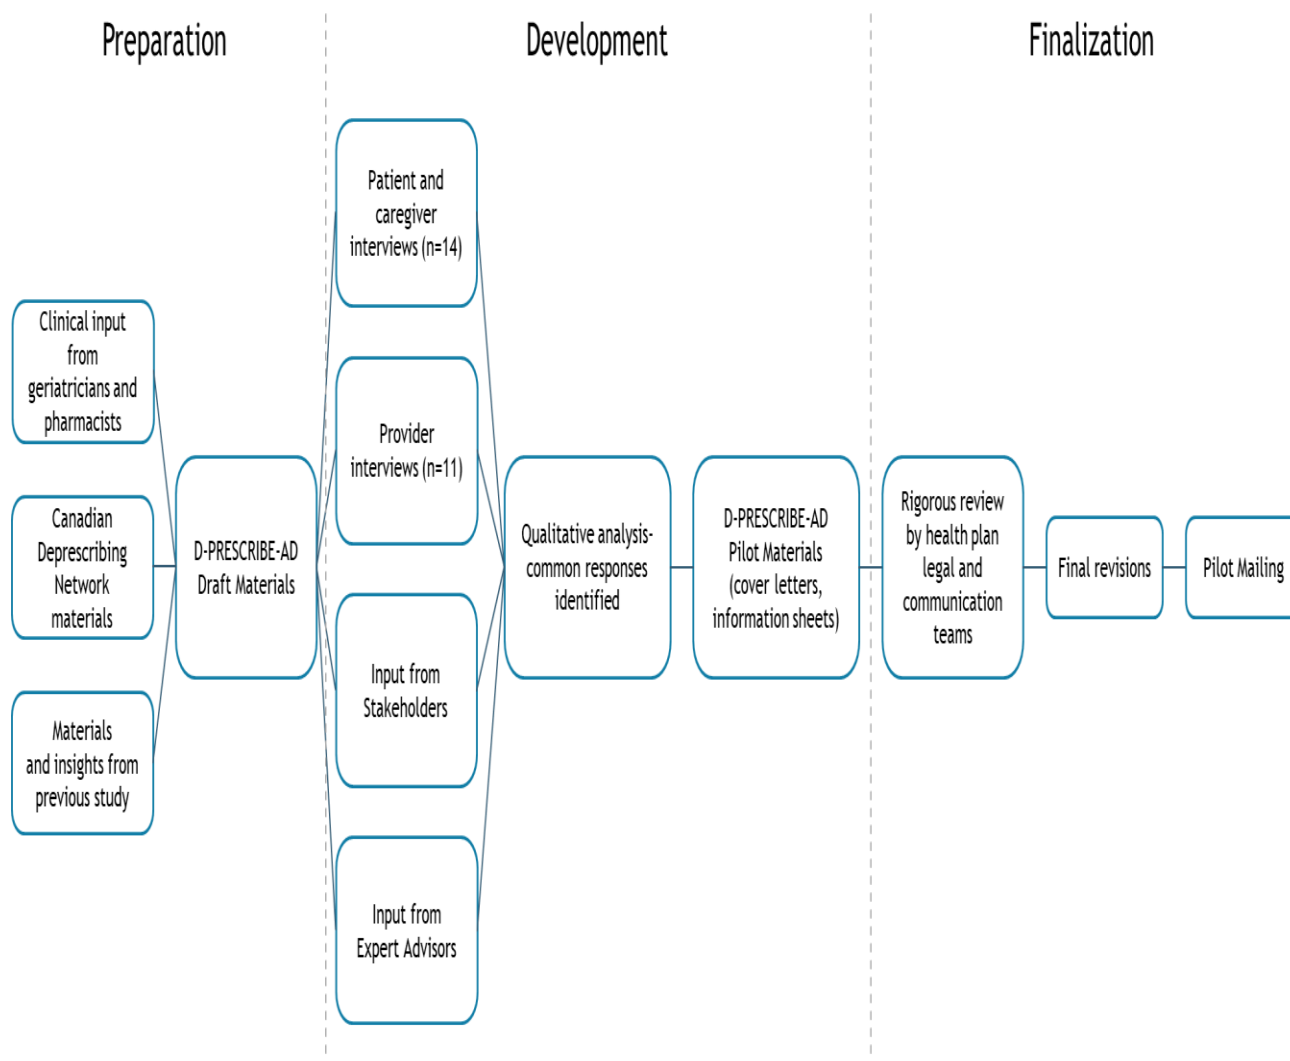 Preparation
Development
Finalization
Clinical input
from
geriatricians and
pharmacists
Canadian
Deprescribing
Network
materials
Materials
and insights from
previous study
D-PRESCRIBE-AD
Draft Materials
Patient and
caregiver
interviews (n=14)
Provider
interviews (n=11)
Input from
Stakeholders
Input from
Expert Advisors
Qualitative analysis-
common responses
identified
D-PRESCRIBE-AD
Pilot Materials
(cover letters,
information sheets)
Rigorous review
by health plan
legal and
communication
teams
Final revisions
Pilot Mailing